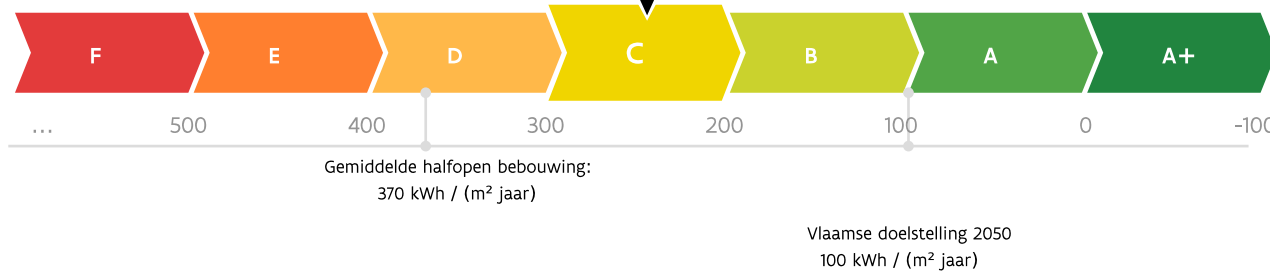 F E D C B A A+
... 500 400 300 200 100 0 -100
Gemiddelde halfopen bebouwing:
370 kWh / (m² jaar)
Vlaamse doelstelling 2050
100 kWh / (m² jaar)